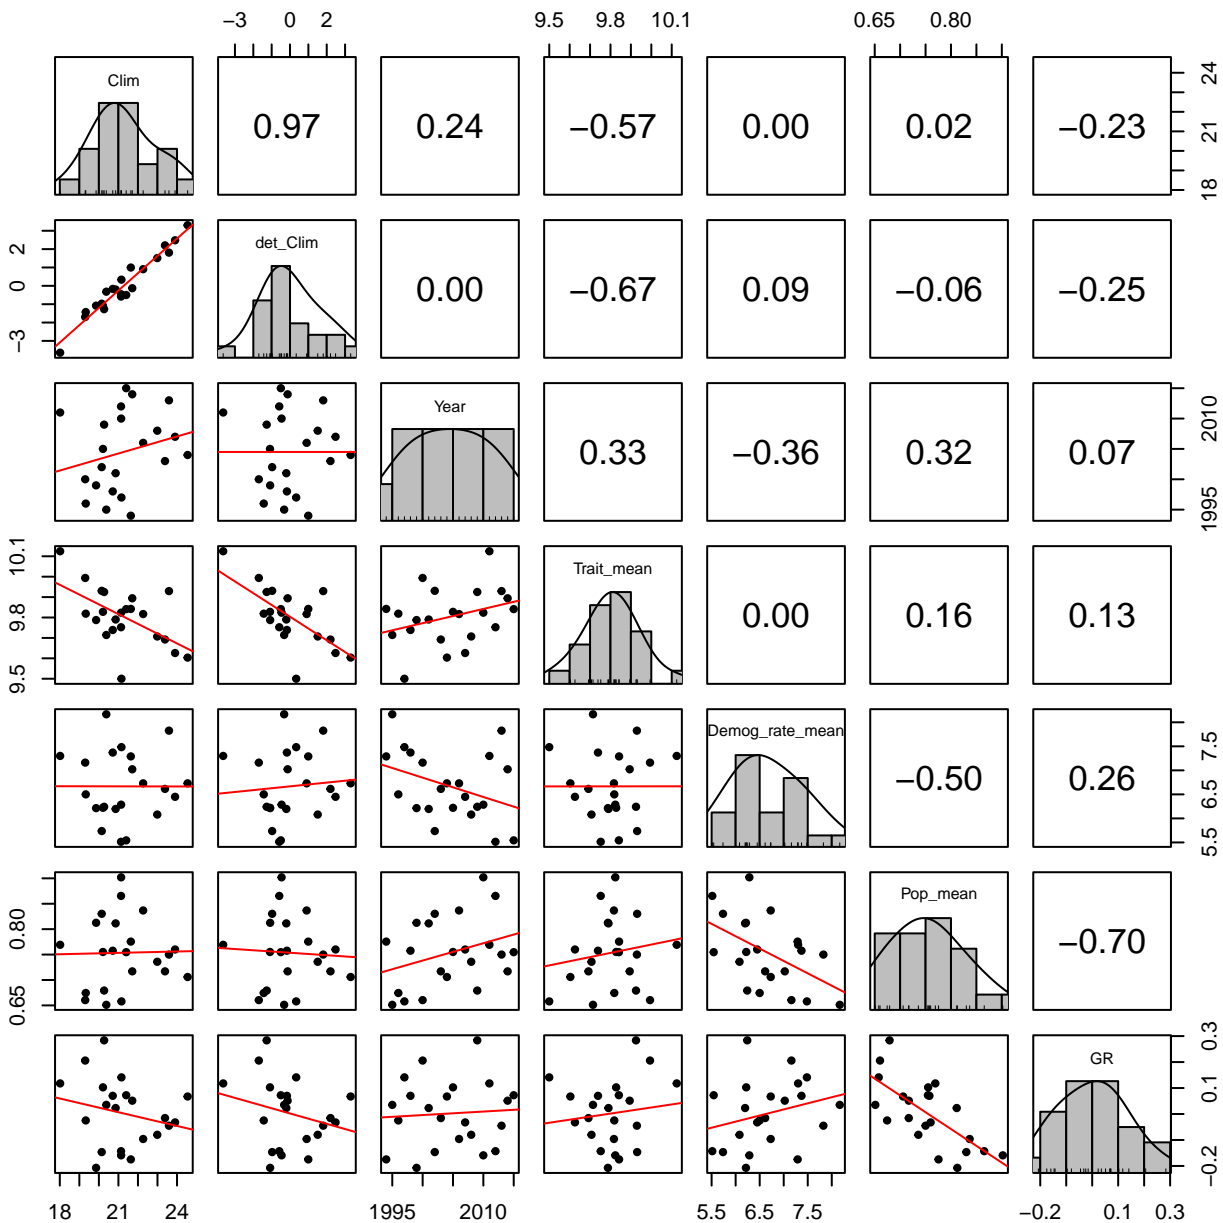 −3 0 2 9.5 9.8 10.1 0.65 0.80
Clim 0.97 0.24 −0.57 0.00 0.02 −0.23 18 21 24
−3 0 2 det_Clim 0.00 −0.67 0.09 −0.06 −0.25
Year 0.33 −0.36 0.32 0.07 1995 2010
9.5 9.8 10.1 Trait_mean 0.00 0.16 0.13
Demog_rate_mean −0.50 0.26 5.5 6.5 7.5
0.65 0.80 Pop_mean −0.70
GR −0.2 0.1 0.3
18 21 24 1995 2010 5.5 6.5 7.5 −0.2 0.1 0.3